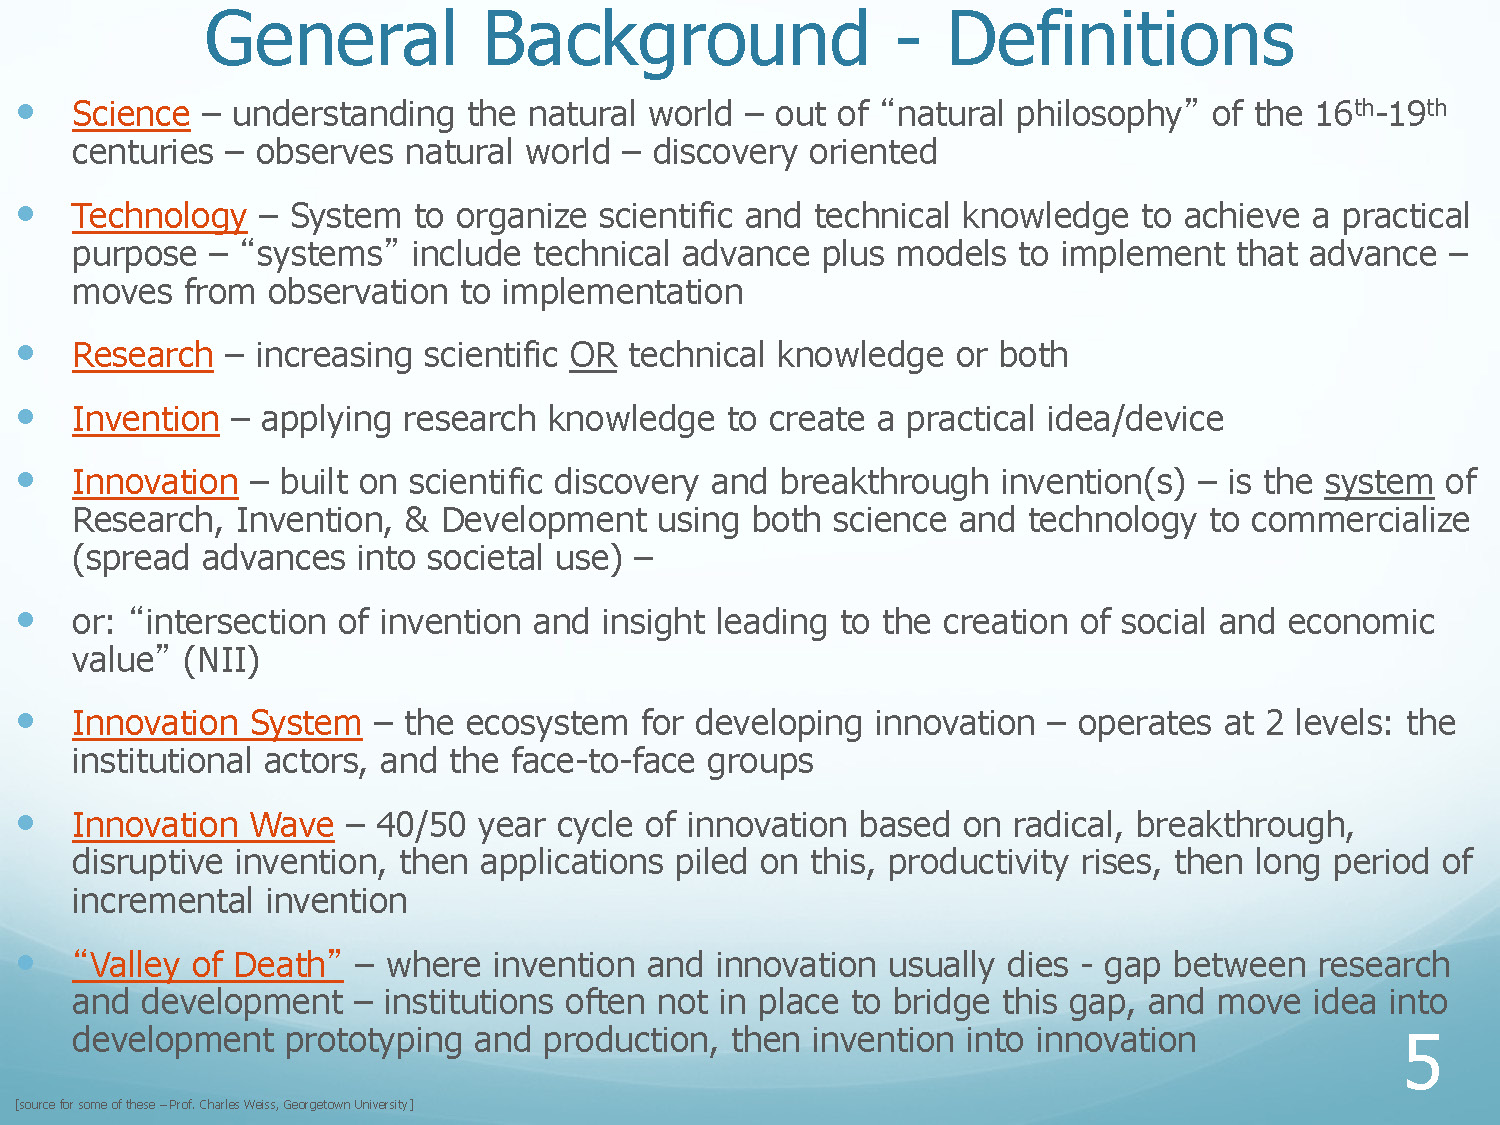 General Background - Definitions
• Science – understanding the natural world – out of “natural philosophy” of the 16th-19th
centuries – observes natural world – discovery oriented
• Technology – System to organize scientific and technical knowledge to achieve a practical
purpose – “systems” include technical advance plus models to implement that advance –
moves from observation to implementation
• Research – increasing scientific OR technical knowledge or both
• Invention – applying research knowledge to create a practical idea/device
• Innovation – built on scientific discovery and breakthrough invention(s) – is the system of
Research, Invention, & Development using both science and technology to commercialize
(spread advances into societal use) –
• or: “intersection of invention and insight leading to the creation of social and economic
value” (NII)
• Innovation System – the ecosystem for developing innovation – operates at 2 levels: the
institutional actors, and the face-to-face groups
• Innovation Wave – 40/50 year cycle of innovation based on radical, breakthrough,
disruptive invention, then applications piled on this, productivity rises, then long period of
incremental invention
• “Valley of Death” – where invention and innovation usually dies - gap between research
and development – institutions often not in place to bridge this gap, and move idea into
development prototyping and production, then invention into innovation
5
[source for some of these – Prof. Charles Weiss, Georgetown University]